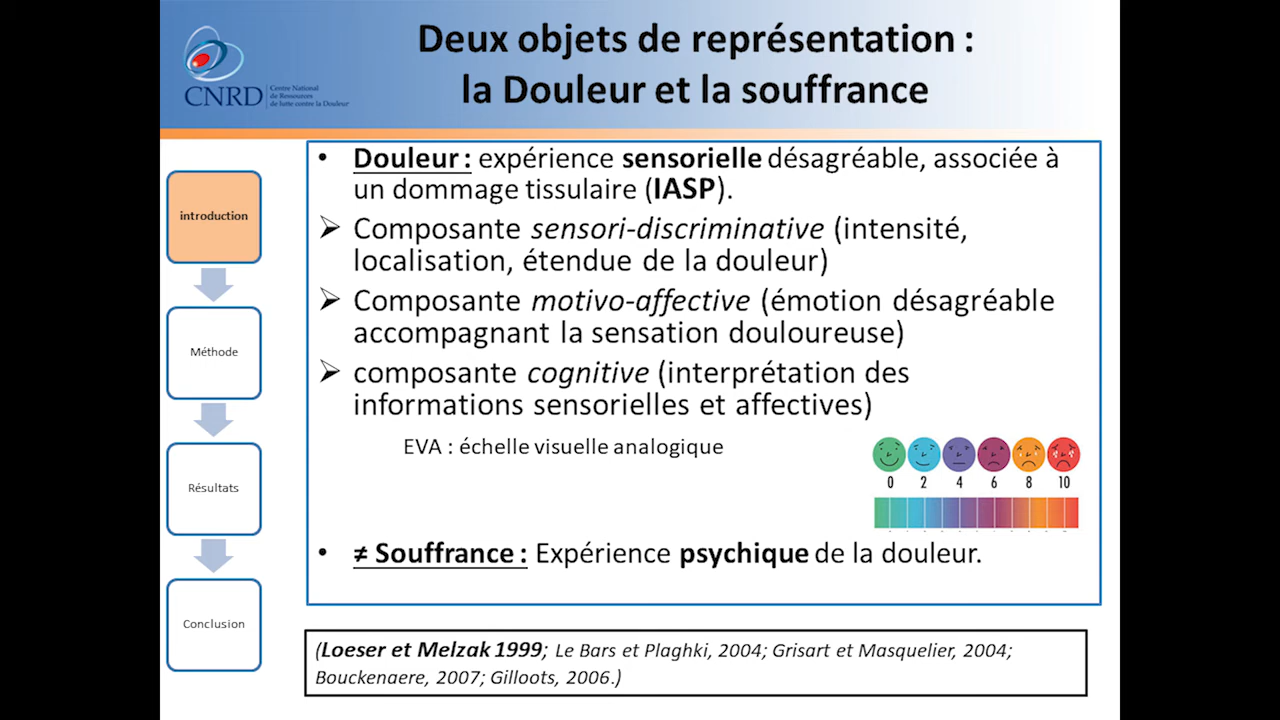 Deux objets de représentation :
la Douleur et la souffrance
CNRD
Centre National
de Ressources
de lutte contre la Douleur
introduction
Méthode
Résultats
Conclusion
• Douleur : expérience sensorielle désagréable, associée à
un dommage tissulaire (IASP).
➢ Composante sensori-discriminative (intensité,
localisation, étendue de la douleur)
➢ Composante motivo-affective (émotion désagréable
accompagnant la sensation douloureuse)
➢ composante cognitive (interprétation des
informations sensorielles et affectives)
EVA : échelle visuelle analogique
0 2 4 6 8 10
• ≠ Souffrance : Expérience psychique de la douleur.
(Loeser et Melzak 1999; Le Bars et Plaghki, 2004; Grisart et Masquelier, 2004;
Bouckenaere, 2007; Gilloots, 2006.)